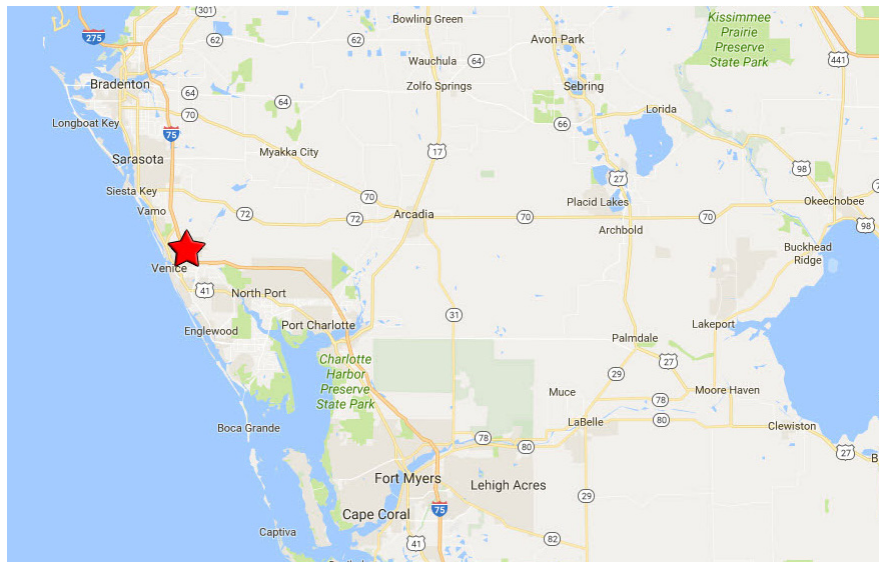 301
Bowling Green
Kissimmee
Prairie
Preserve
State Park
275
62
62
17
Avon Park
441
Wauchula
64
Bradenton
64
Zolfo Springs
Sebring
64
Longboat Key
70
Lorida
75
66
Myakka City
17
Sarasota
98
27
Siesta Key
70
Placid Lakes
Okeechobee
Vamo
72
72
Arcadia
70
70
Archbold
98
Buckhead
Ridge
Venice
41
North Port
31
Port Charlotte
Lakeport
Englewood
Palmdale
Charlotte
Harbor
Preserve
State Park
27
29
Muce
78
Moore Haven
Boca Grande
LaBelle
80
Clewiston
78
80
27
B
Fort Myers
Lehigh Acres
29
75
Cape Coral
Captiva
41
82